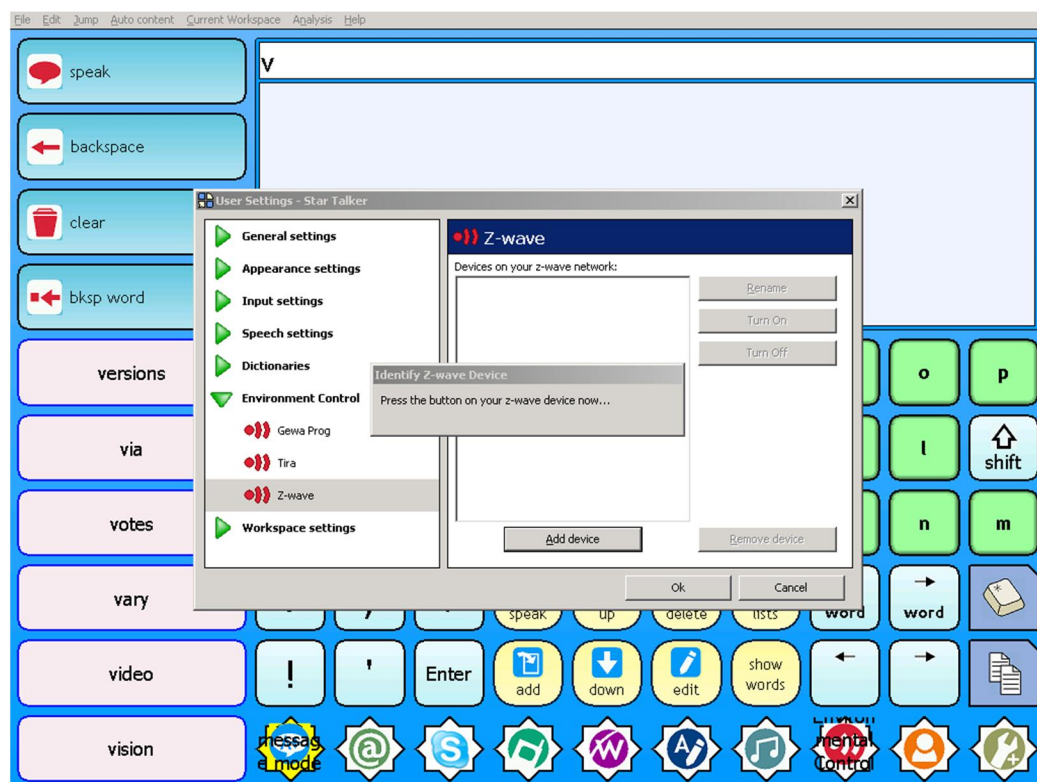 File Edit Jump Auto content Current Workspace Analysis Help
speak
V
backspace
clear
bksp word
User Settings - Star Talker
General settings
Appearance settings
Input settings
Speech settings
Dictionaries
Environment Control
Gewa Prog
Tira
Z-wave
Workspace settings
Z-wave
Devices on your z-wave network:
Rename
Turn On
Turn Off
Identify Z-wave Device
Press the button on your z-wave device now...
Add device
Remove device
Ok Cancel
versions
o p
via
l shift
votes
n m
vary
speak up delete lists word word
video
! ' Enter add down edit show words
vision
messag
e mode
Environ
mental
Control